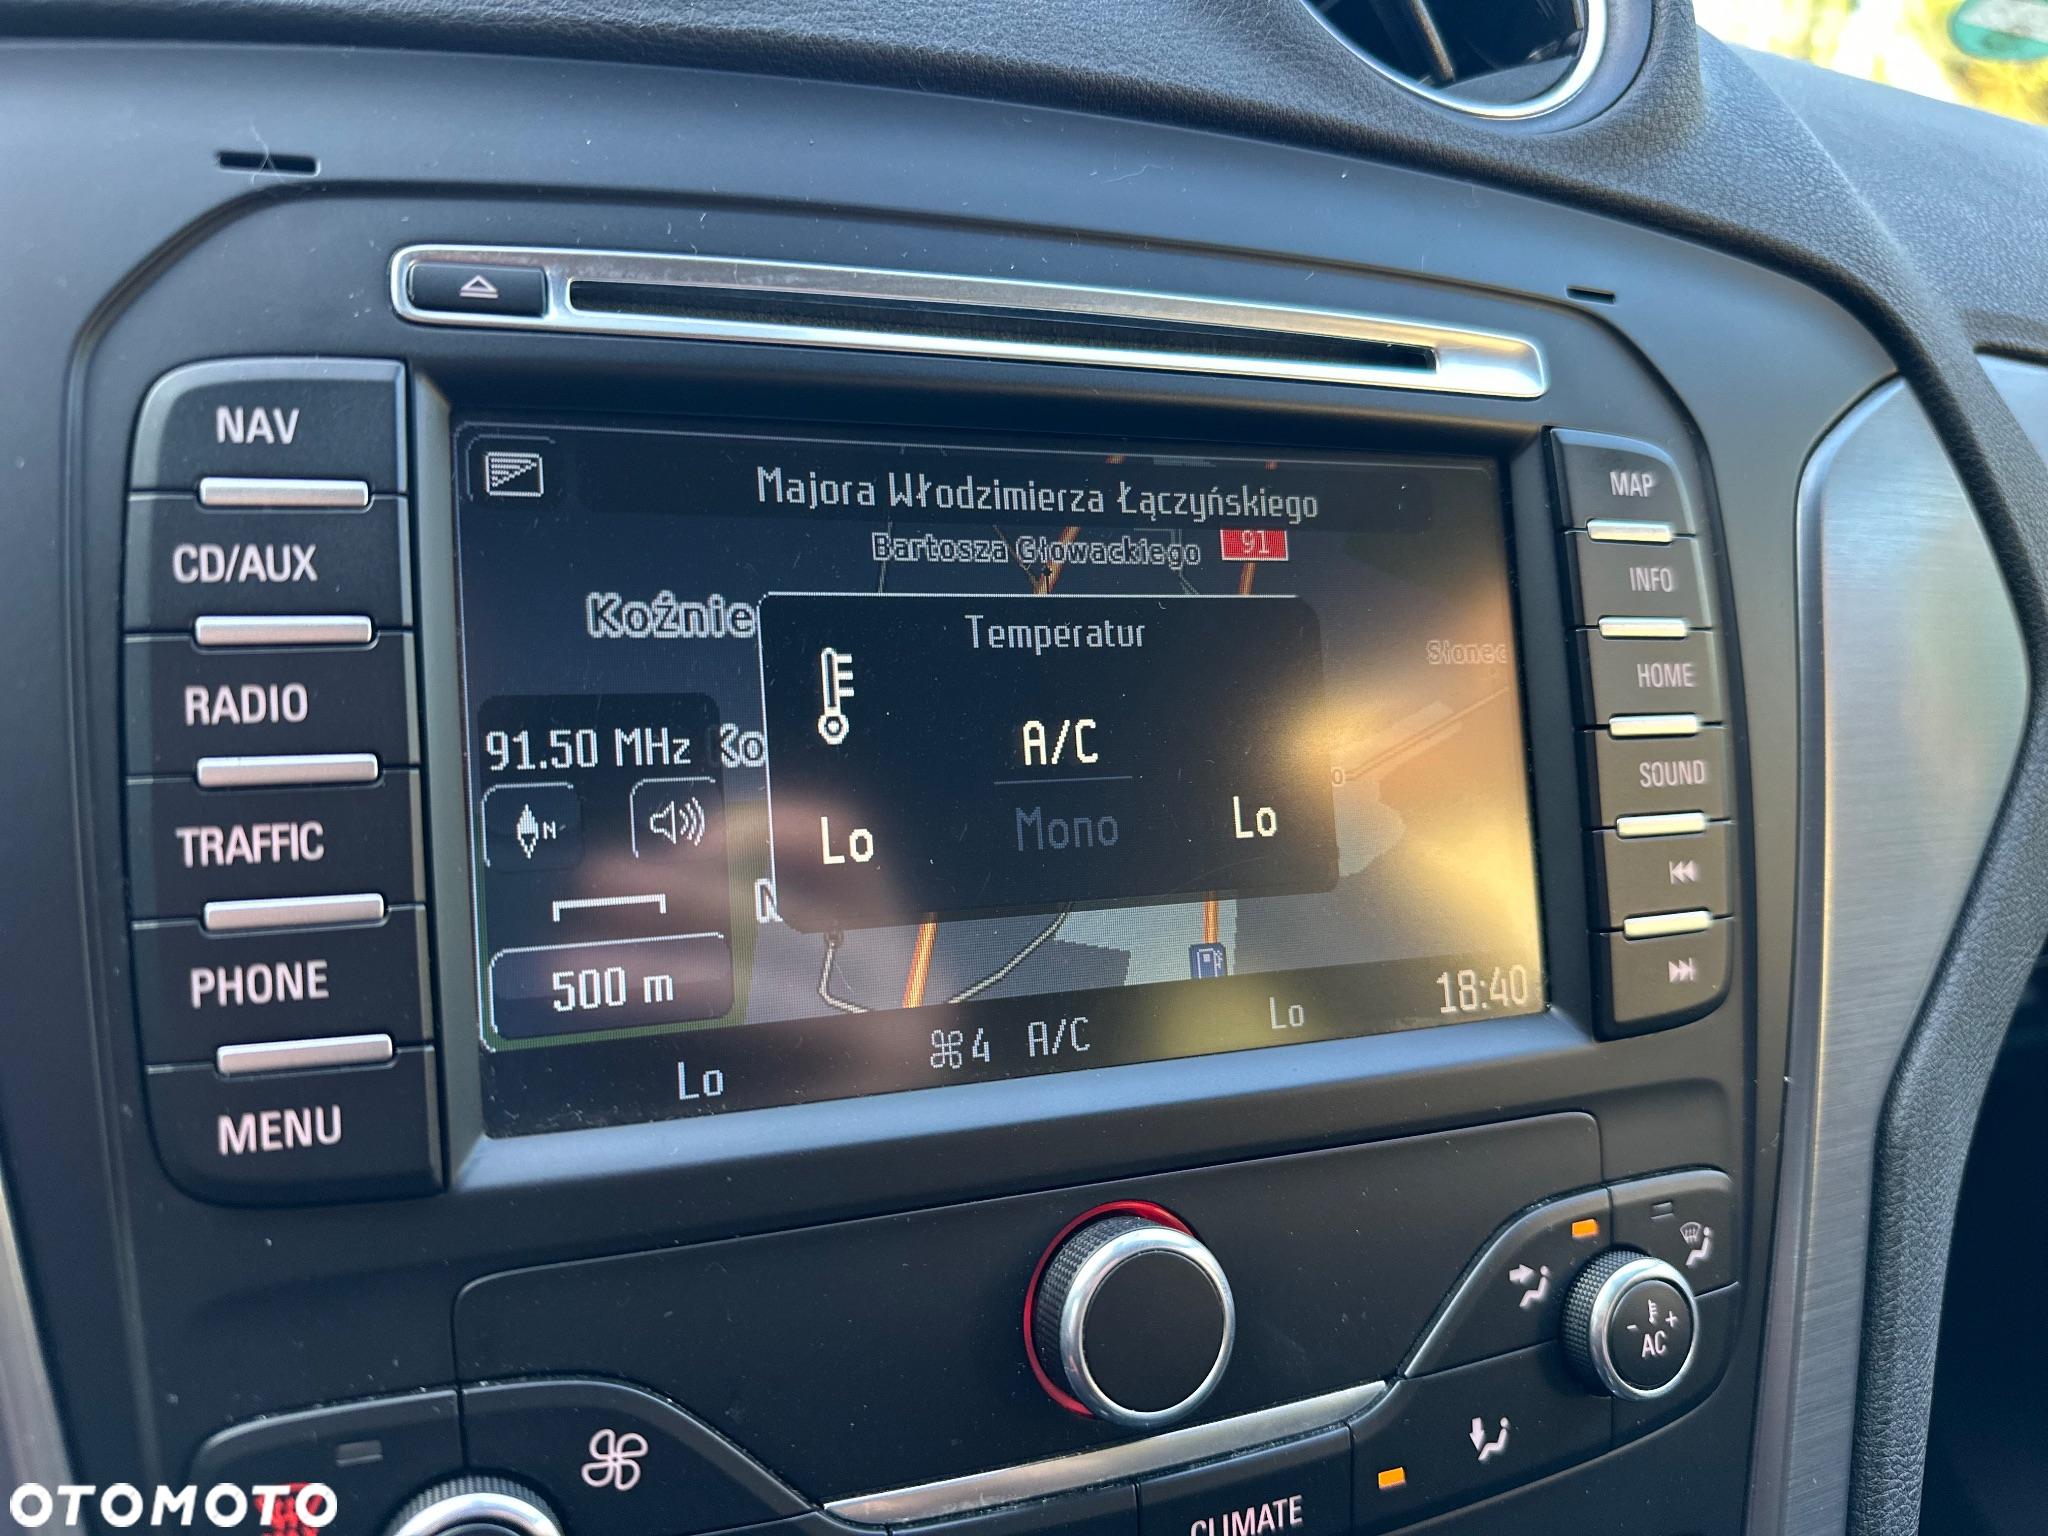 NAV
CD/AUX
RADIO
TRAFFIC
PHONE
MENU
Majora Włodzimierza Łączyńskiego
Bartosza Głowackiego
91
Koźnie
Temperatur
A/C
Mono
Lo
Lo
91.50 MHz
N
500 m
Lo
4
A/C
Lo
18:40
MAP
INFO
HOME
SOUND
- +
AC
CLIMATE
OTOMOTO